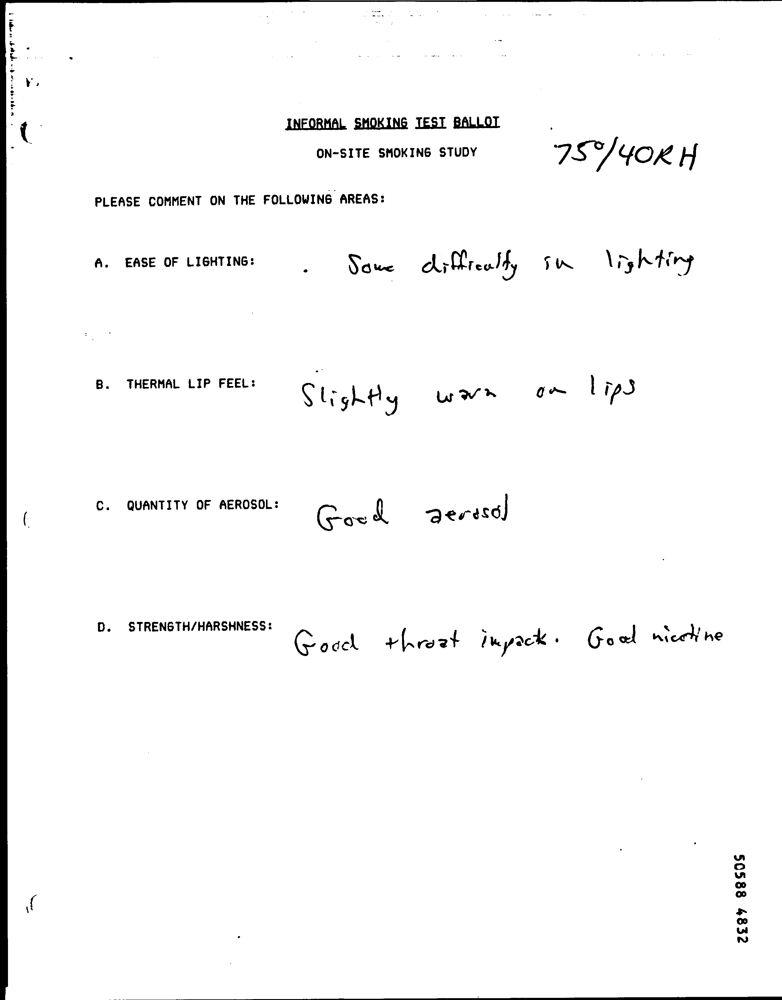 INFORMAL SMOKING TEST BALLOT
ON-SITE SMOKING STUDY
75°/40RH
PLEASE COMMENT ON THE FOLLOWING AREAS:
A. EASE OF LIGHTING: Some difficulty in lighting
B. THERMAL LIP FEEL: Slightly warm on lips
C. QUANTITY OF AEROSOL: Good aerosol
D. STRENGTH/HARSHNESS: Good throat impact. Good nicotine
50588 4832